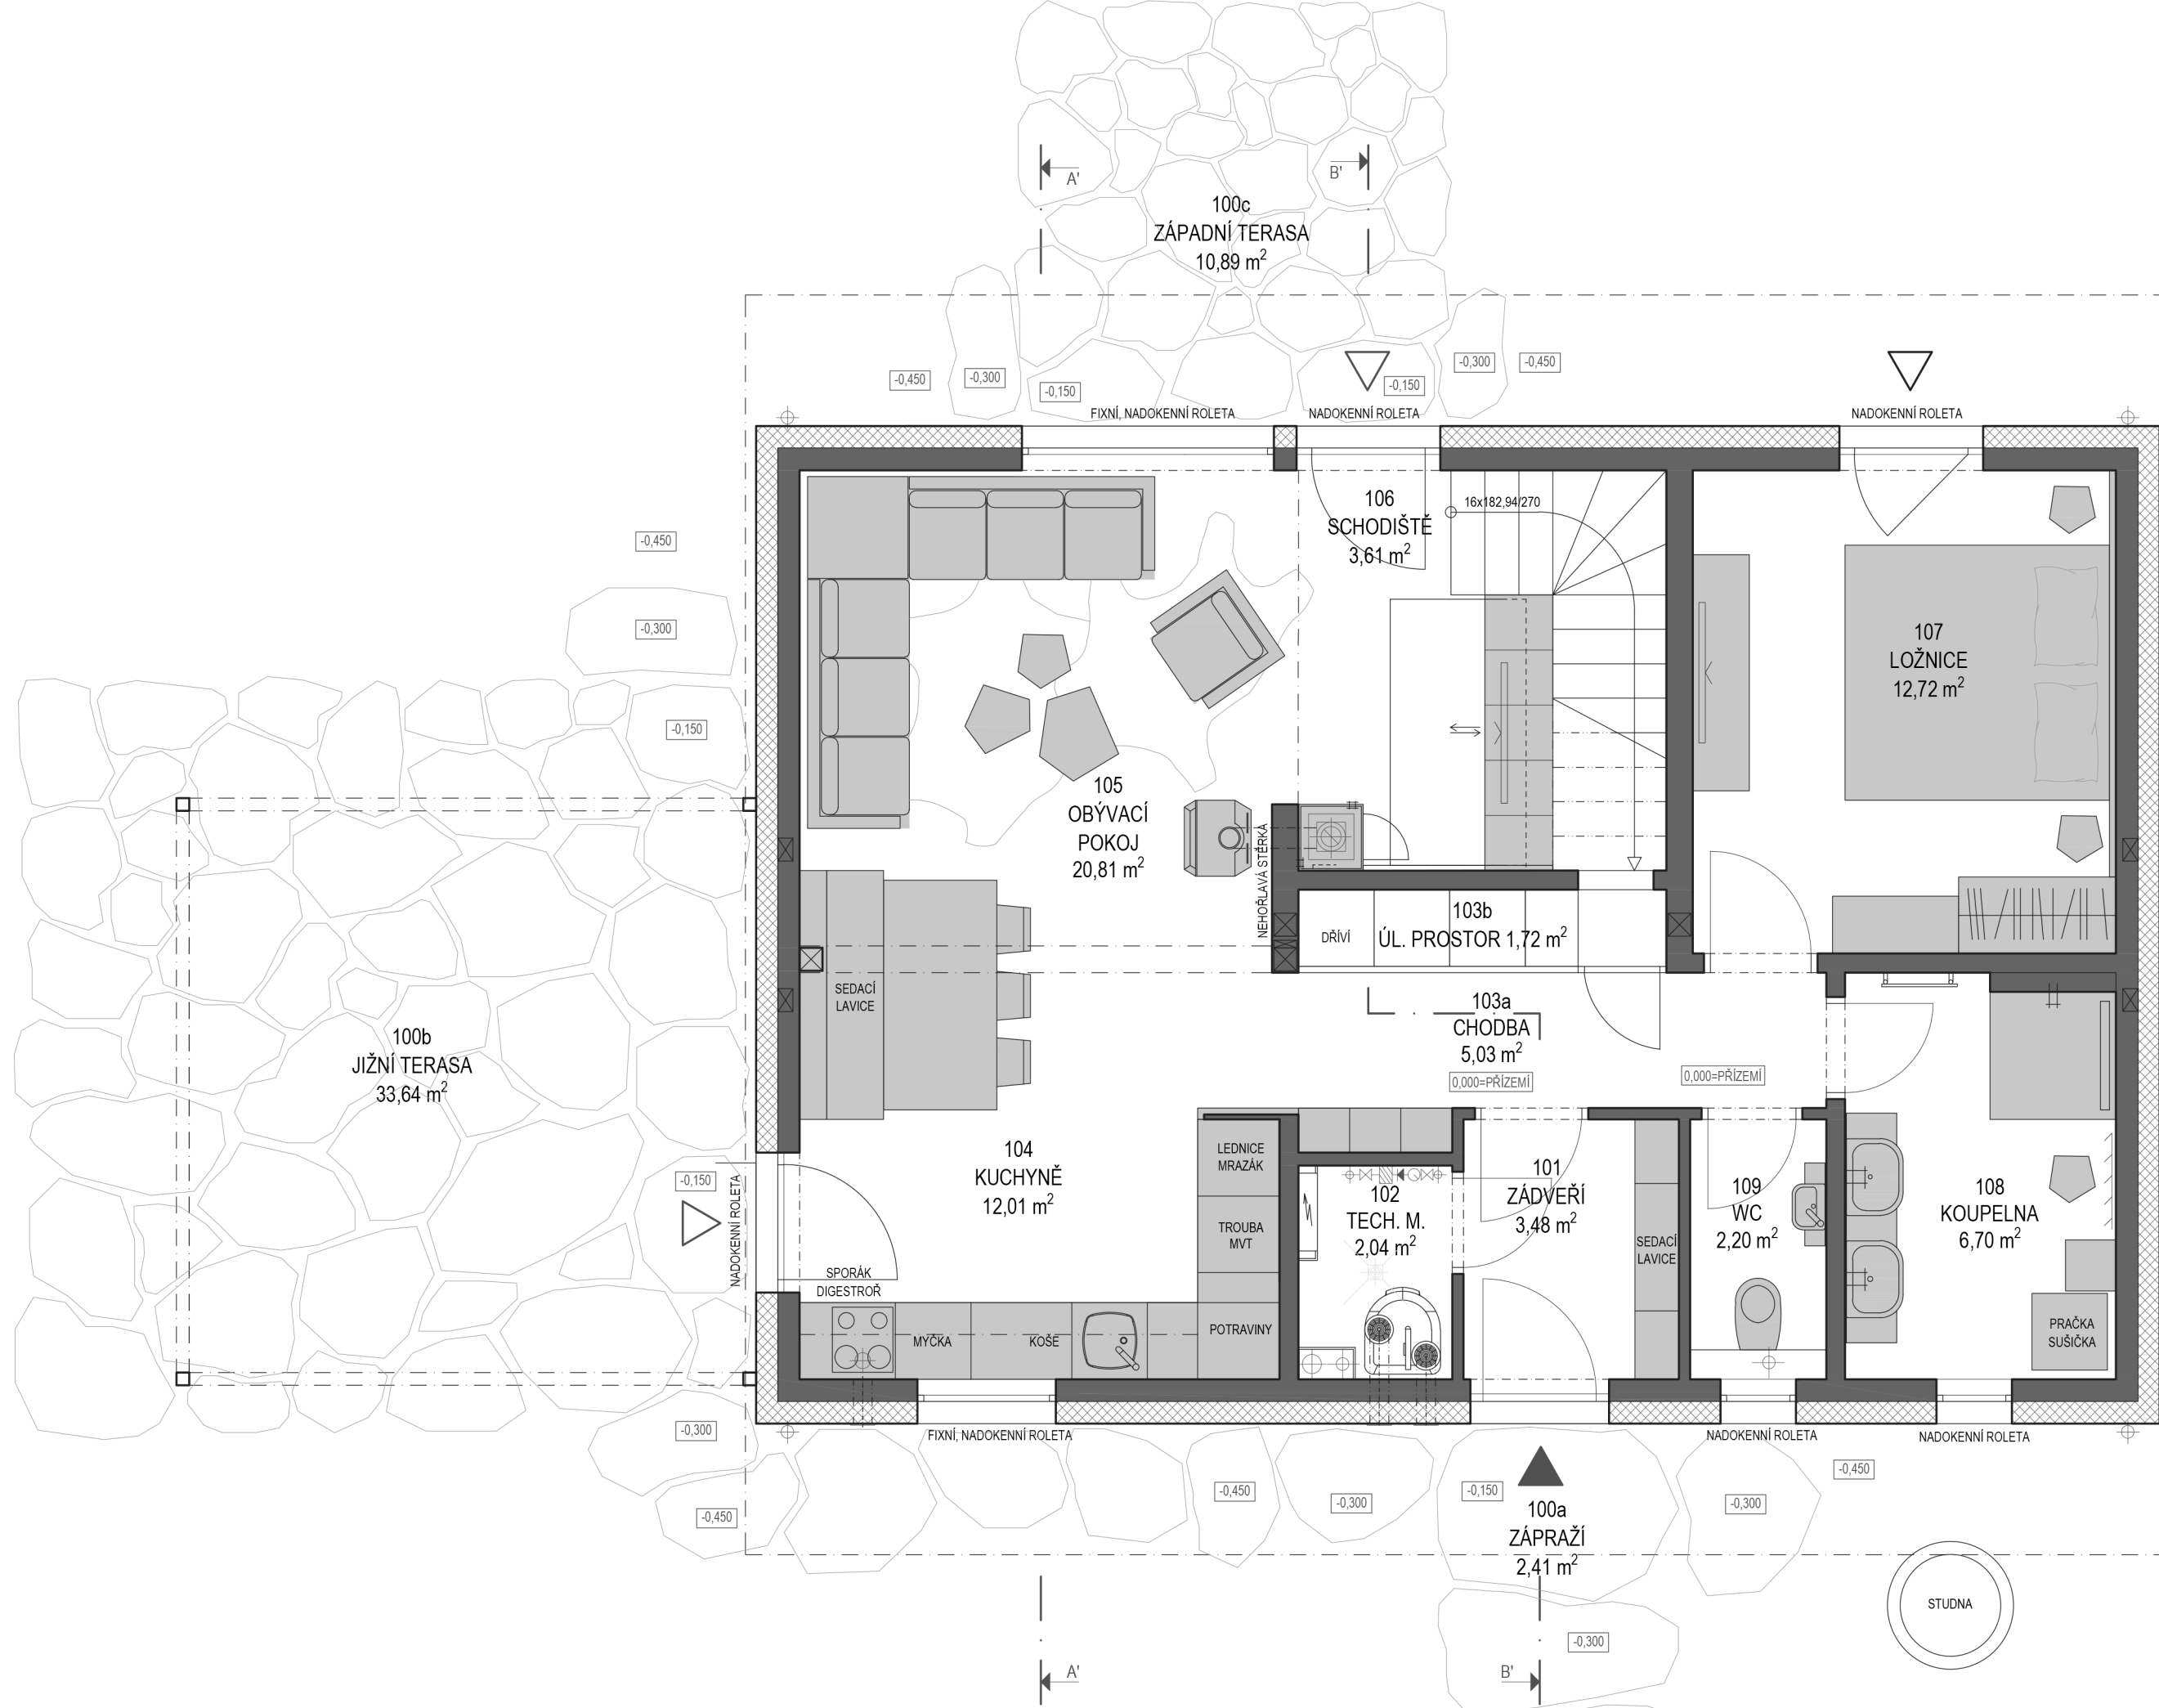 A'
B'
100c
ZÁPADNÍ TERASA
10,89 m²
-0,450
-0,300
-0,150
-0,150
-0,300
-0,450
FIXNÍ, NADOKENNÍ ROLETA
NADOKENNÍ ROLETA
NADOKENNÍ ROLETA
106
SCHODIŠTĚ
3,61 m²
16x182,94/270
-0,450
-0,300
-0,150
107
LOŽNICE
12,72 m²
105
OBÝVACÍ
POKOJ
20,81 m²
NEHOŘLAVÁ STĚRKA
103b
ÚL. PROSTOR 1,72 m²
DŘÍVÍ
SEDACÍ
LAVICE
103a
CHODBA
5,03 m²
0,000=PŘÍZEMÍ
0,000=PŘÍZEMÍ
100b
JIŽNÍ TERASA
33,64 m²
104
KUCHYNĚ
12,01 m²
LEDNICE
MRAZÁK
TROUBA
MVT
POTRAVINY
102
TECH. M.
2,04 m²
101
ZÁDVEŘÍ
3,48 m²
SEDACÍ
LAVICE
109
WC
2,20 m²
108
KOUPELNA
6,70 m²
-0,150
NADOKENNÍ ROLETA
SPORÁK
DIGESTOŘ
MYČKA
KOŠE
PRAČKA
SUŠIČKA
FIXNÍ, NADOKENNÍ ROLETA
NADOKENNÍ ROLETA
NADOKENNÍ ROLETA
-0,300
-0,450
-0,450
-0,300
-0,150
-0,300
-0,450
100a
ZÁPRAŽÍ
2,41 m²
STUDNA
-0,300
A'
B'